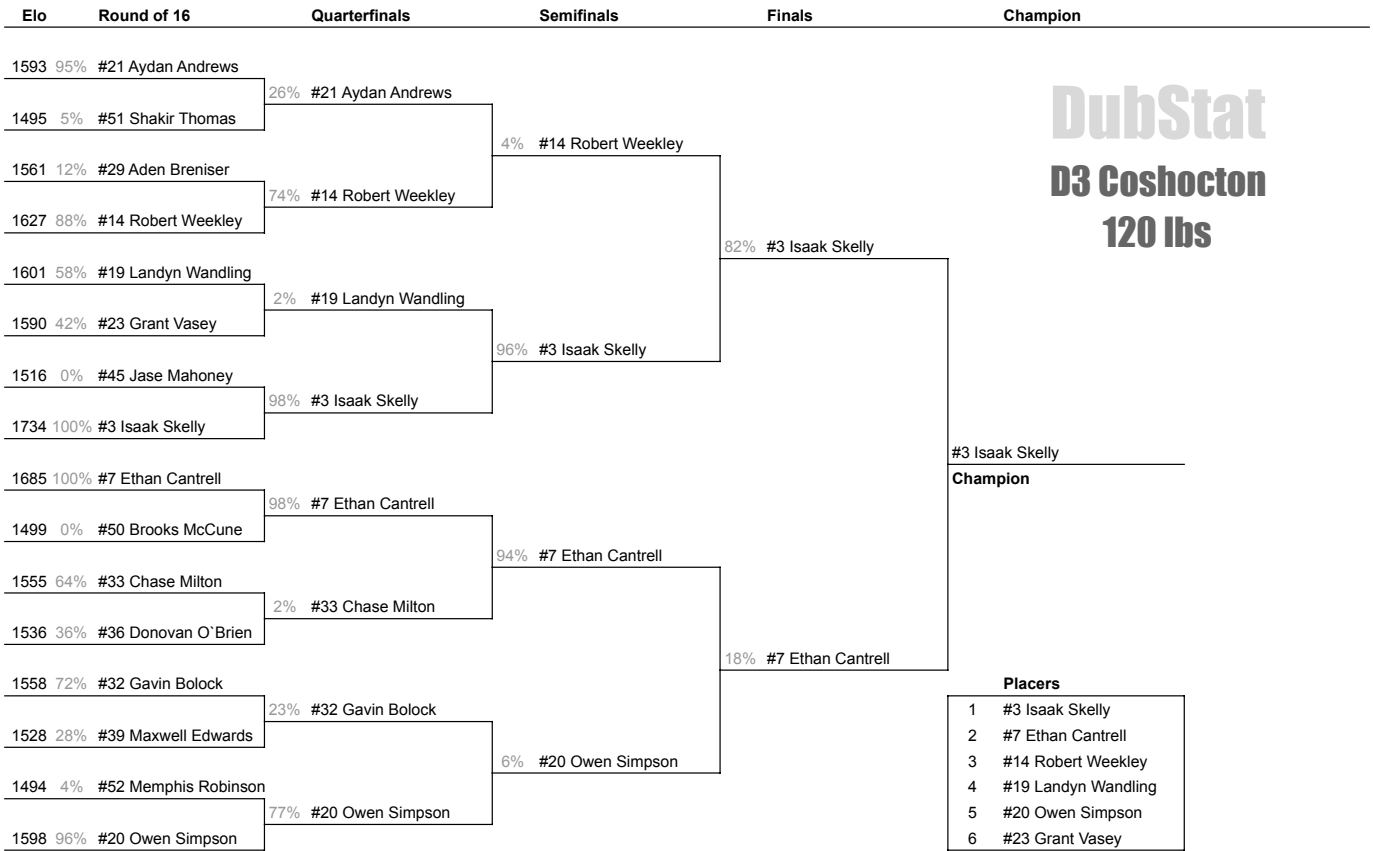 Elo Round of 16 Quarterfinals Semifinals Finals Champion
1593 95% #21 Aydan Andrews
26% #21 Aydan Andrews
1495 5% #51 Shakir Thomas
4% #14 Robert Weekley
1561 12% #29 Aden Breniser
74% #14 Robert Weekley
1627 88% #14 Robert Weekley
82% #3 Isaak Skelly
1601 58% #19 Landyn Wandling
2% #19 Landyn Wandling
1590 42% #23 Grant Vasey
96% #3 Isaak Skelly
1516 0% #45 Jase Mahoney
98% #3 Isaak Skelly
1734 100% #3 Isaak Skelly
#3 Isaak Skelly
Champion
1685 100% #7 Ethan Cantrell
98% #7 Ethan Cantrell
1499 0% #50 Brooks McCune
94% #7 Ethan Cantrell
1555 64% #33 Chase Milton
2% #33 Chase Milton
1536 36% #36 Donovan O`Brien
18% #7 Ethan Cantrell
1558 72% #32 Gavin Bolock
23% #32 Gavin Bolock
1528 28% #39 Maxwell Edwards
6% #20 Owen Simpson
1494 4% #52 Memphis Robinson
77% #20 Owen Simpson
1598 96% #20 Owen Simpson
DubStat
D3 Coshocton
120 lbs
Placers
1 #3 Isaak Skelly
2 #7 Ethan Cantrell
3 #14 Robert Weekley
4 #19 Landyn Wandling
5 #20 Owen Simpson
6 #23 Grant Vasey